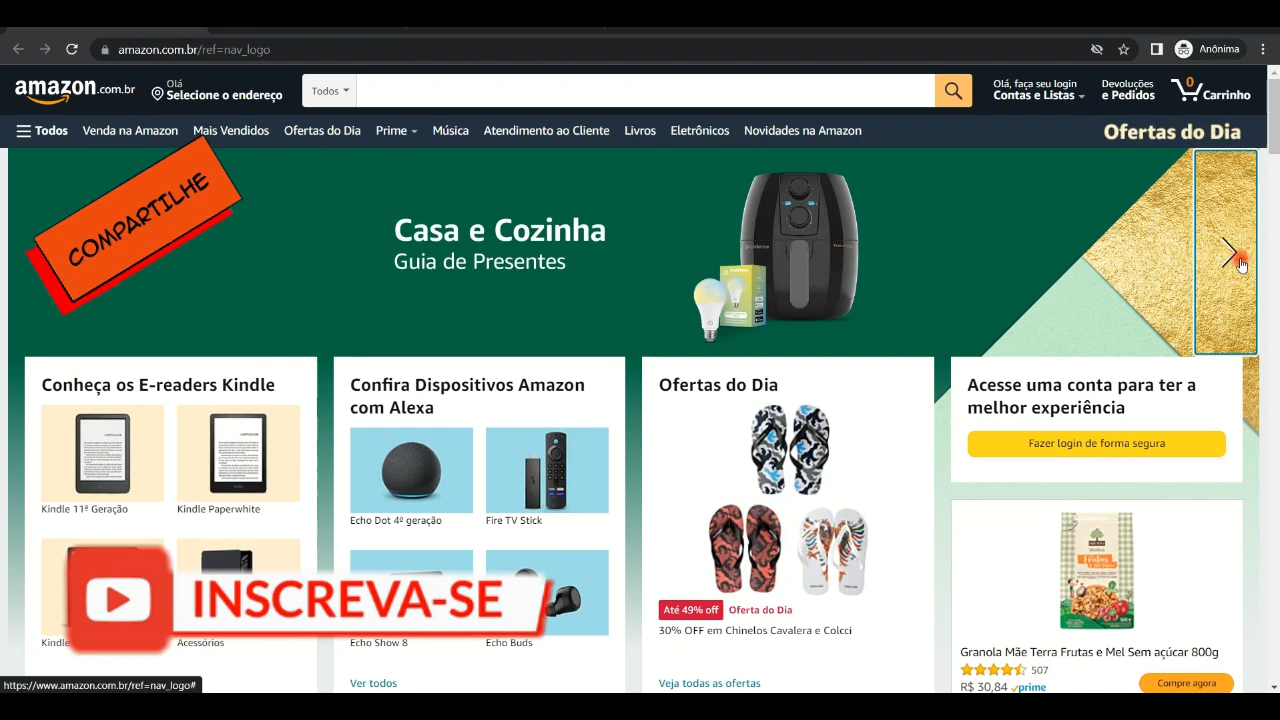 amazon.com.br/ref=nav_logo
Anônima
amazon.com.br
Olá
Selecione o endereço
Todos
Olá, faça seu login
Contas e Listas
Devoluções
e Pedidos
0
Carrinho
Todos
Venda na Amazon
Mais Vendidos
Ofertas do Dia
Prime
Música
Atendimento ao Cliente
Livros
Eletrônicos
Novidades na Amazon
Ofertas do Dia
COMPARTILHE
Casa e Cozinha
Guia de Presentes
Conheça os E-readers Kindle
Kindle 11ª Geração
Kindle Paperwhite
Kindle
Acessórios
Confira Dispositivos Amazon
com Alexa
Echo Dot 4ª geração
Fire TV Stick
Echo Show 8
Echo Buds
Ver todos
INSCREVA-SE
Ofertas do Dia
Até 49% off
Oferta do Dia
30% OFF em Chinelos Cavalera e Colcci
Veja todas as ofertas
Acesse uma conta para ter a
melhor experiência
Fazer login de forma segura
Granola Mãe Terra Frutas e Mel Sem açúcar 800g
507
R$ 30,84
prime
Compre agora
https://www.amazon.com.br/ref=nav_logo#